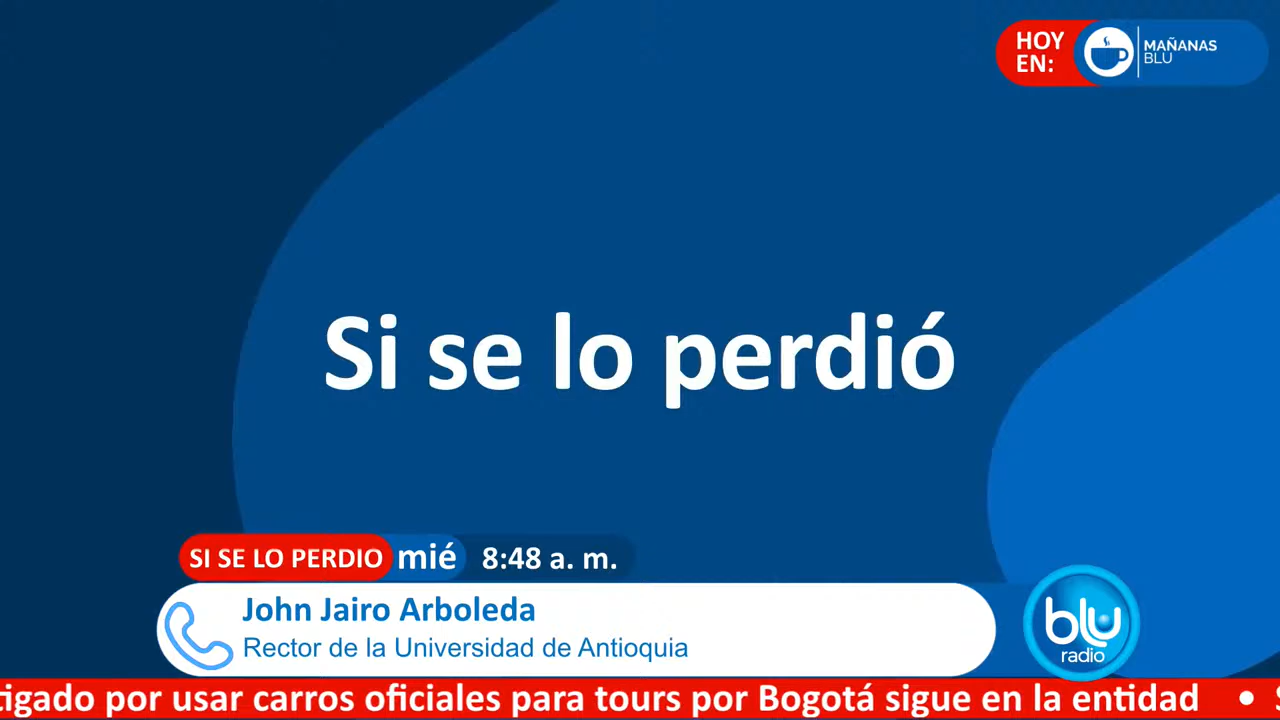 HOY
EN:
MAÑANAS
BLU
Si se lo perdió
SI SE LO PERDIO mié 8:48 a. m.
John Jairo Arboleda
Rector de la Universidad de Antioquia
blu
radio
por usar carros oficiales para tours por Bogotá sigue en la entidad •